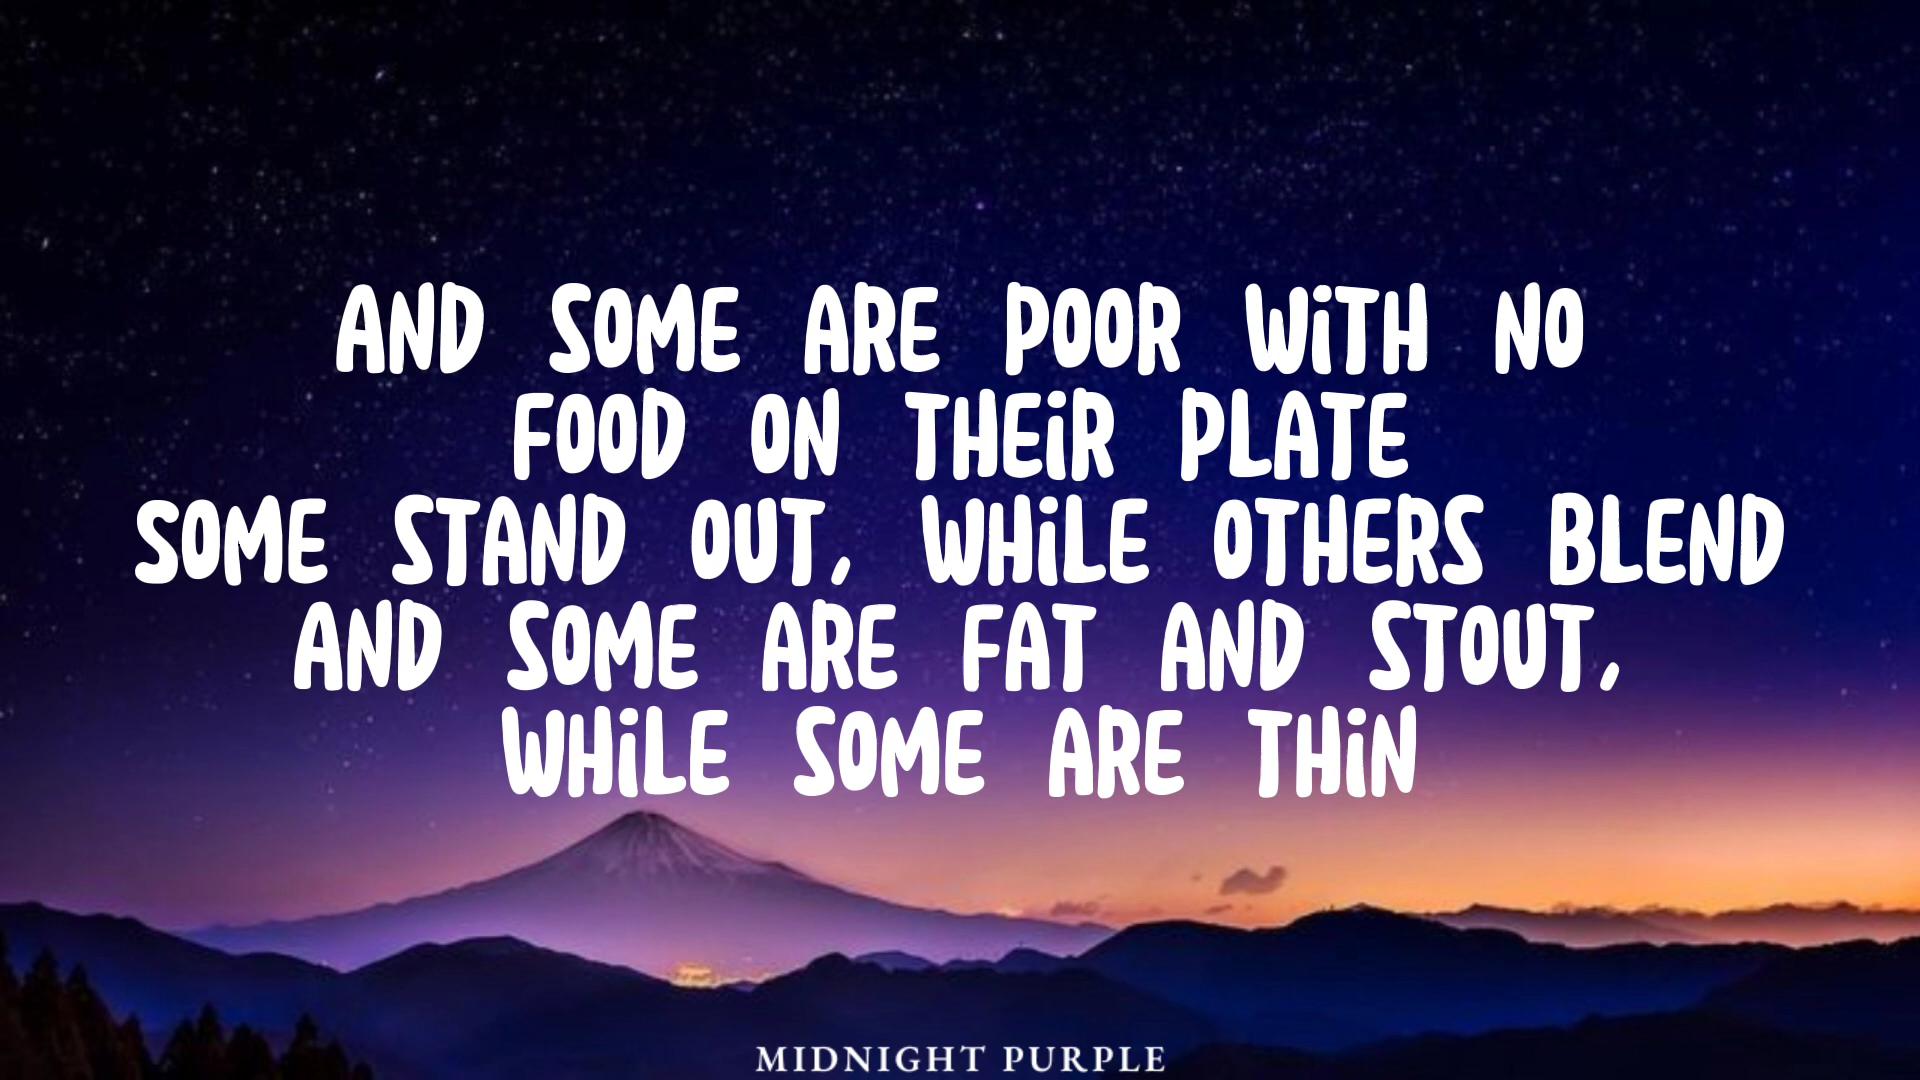 AND SOME ARE POOR WITH NO
FOOD ON THEIR PLATE
SOME STAND OUT, WHILE OTHERS BLEND
AND SOME ARE FAT AND STOUT,
WHILE SOME ARE THIN
MIDNIGHT PURPLE